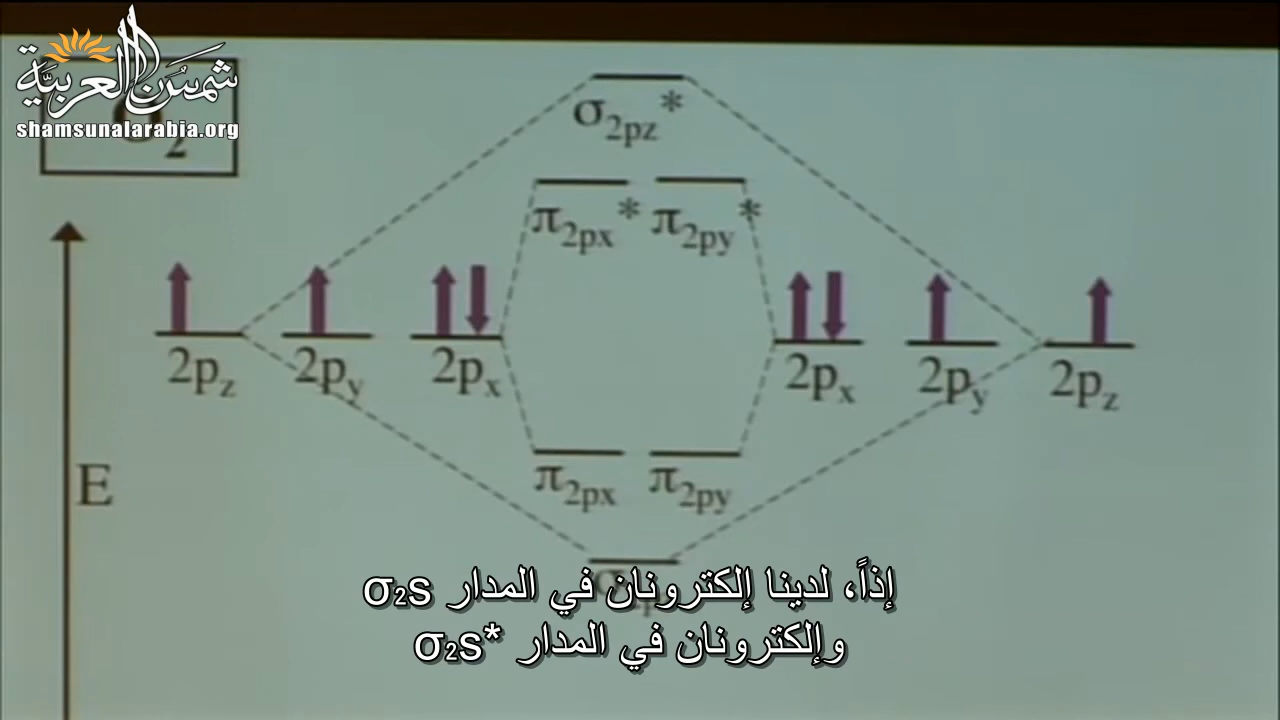 شمس العربية
shamsunalarabia.org
O₂
σ2pz*
π2px* π2py*
2pz 2py 2px 2px 2py 2pz
E
π2px π2py
إذاً، لدينا إلكترونان في المدار σ2s
وإلكترونان في المدار *σ2s